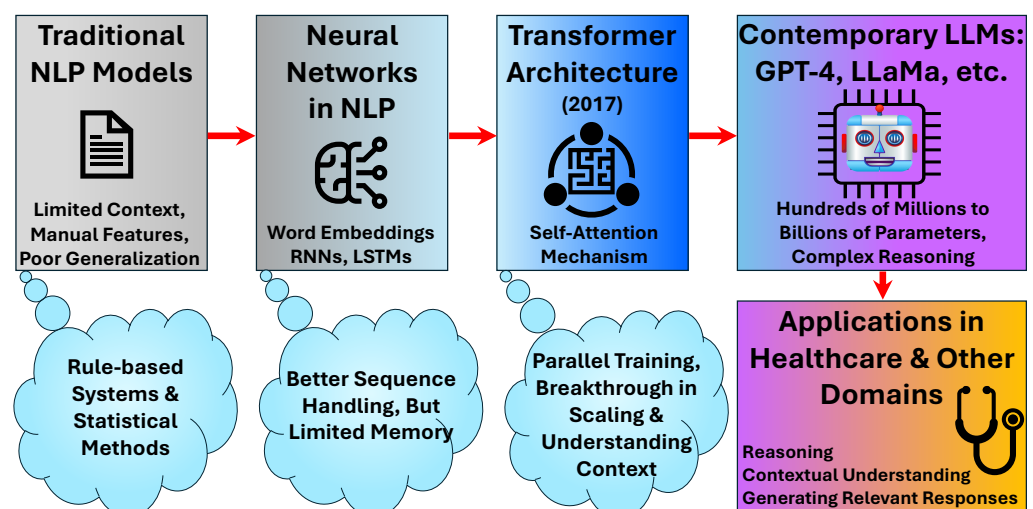 Traditional
NLP Models
Limited Context,
Manual Features,
Poor Generalization
Rule-based
Systems &
Statistical
Methods
Neural
Networks
in NLP
Word Embeddings
RNNs, LSTMs
Better Sequence
Handling, But
Limited Memory
Transformer
Architecture
(2017)
Self-Attention
Mechanism
Parallel Training,
Breakthrough in
Scaling &
Understanding
Context
Contemporary LLMs:
GPT-4, LLaMa, etc.
Hundreds of Millions to
Billions of Parameters,
Complex Reasoning
Applications in
Healthcare & Other
Domains
Reasoning
Contextual Understanding
Generating Relevant Responses